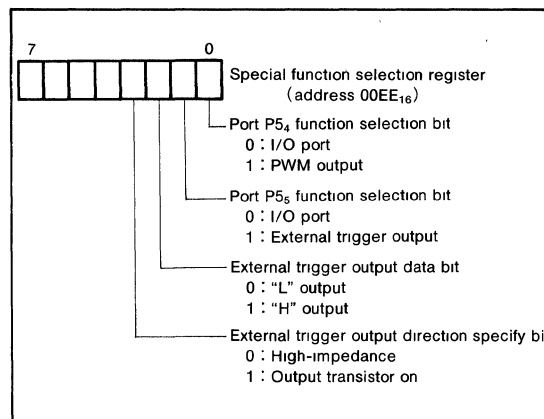 7 0
Special function selection register
(address 00EE₁₆)
Port P5₄ function selection bit
0 : I/O port
1 : PWM output
Port P5₅ function selection bit
0 : I/O port
1 : External trigger output
External trigger output data bit
0 : "L" output
1 : "H" output
External trigger output direction specify bi
0 : High-impedance
1 : Output transistor on